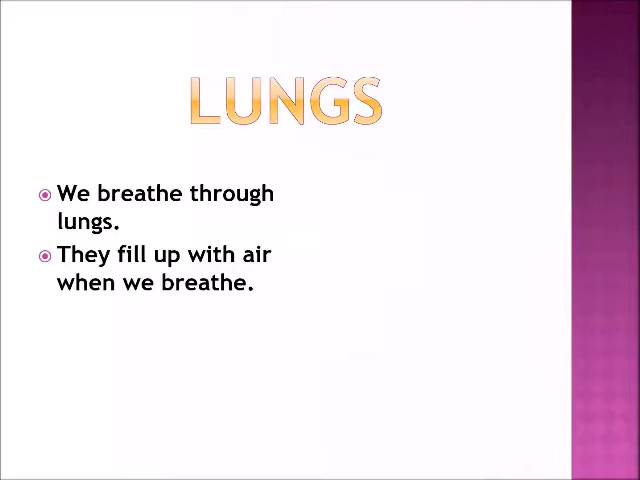 LUNGS
We breathe through
lungs.
They fill up with air
when we breathe.